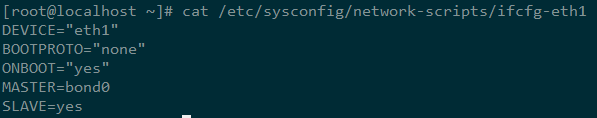 [root@localhost ~]# cat /etc/sysconfig/network-scripts/ifcfg-eth1
DEVICE="eth1"
BOOTPROTO="none"
ONBOOT="yes"
MASTER=bond0
SLAVE=yes